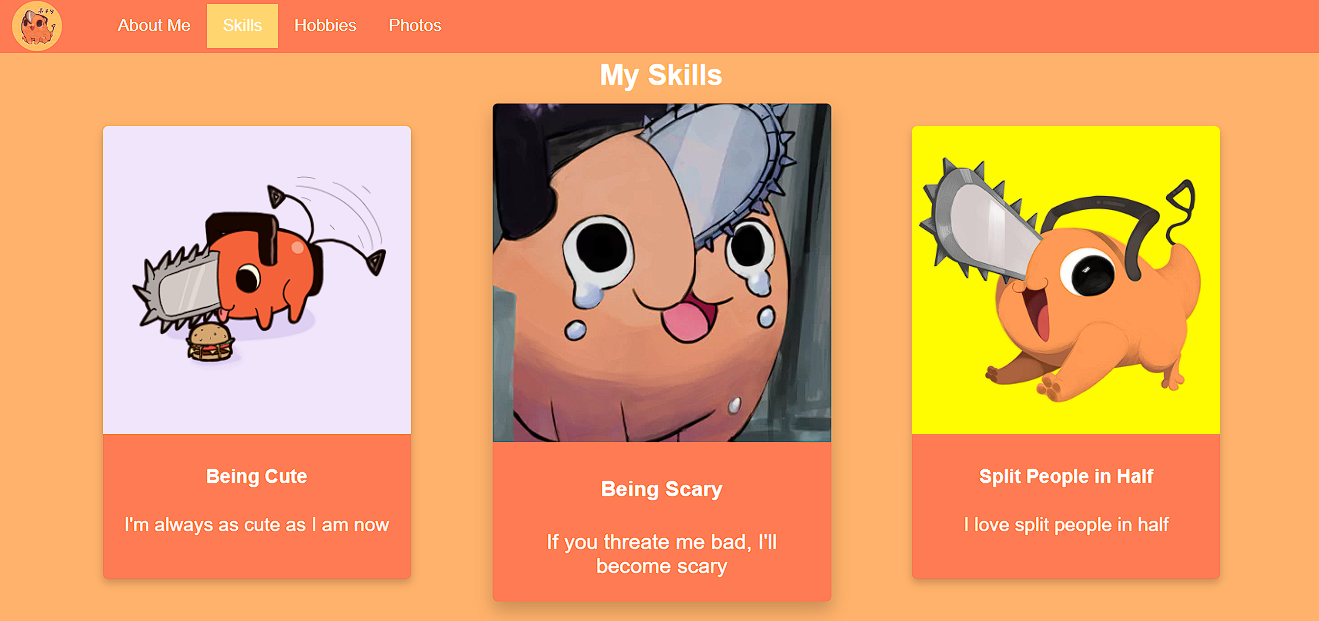 About Me Skills Hobbies Photos
My Skills
Being Cute
I'm always as cute as I am now
Being Scary
If you threate me bad, I'll
become scary
Split People in Half
I love split people in half